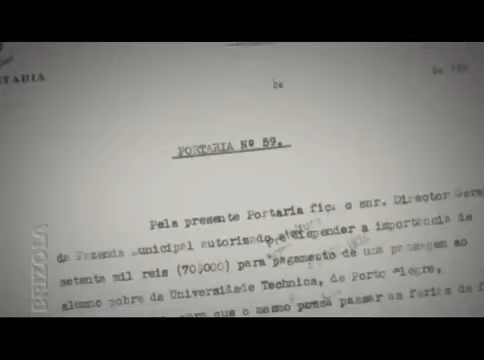 TARIA
PORTARIA Nº 89.
Pela presente Portaria fica o snr. Director Geral
da Fazenda Municipal autorizado a dispender a importancia de
setenta mil reis (70$000) para pagamento de uma passagem ao
alumno pobre da Universidade Technica, de Porto Alegre,
que o mesmo possa passar as ferias de
BRIZOLA